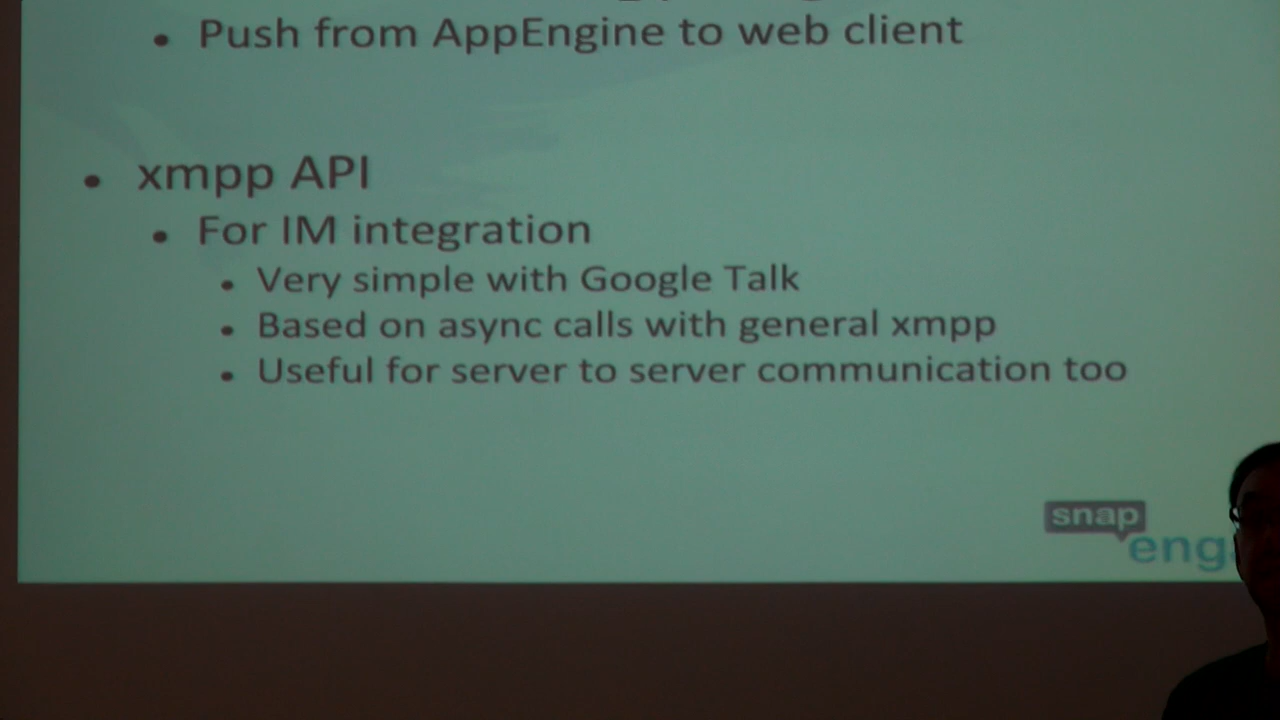 Push from AppEngine to web client
xmpp API
For IM integration
Very simple with Google Talk
Based on async calls with general xmpp
Useful for server to server communication too
snap
eng